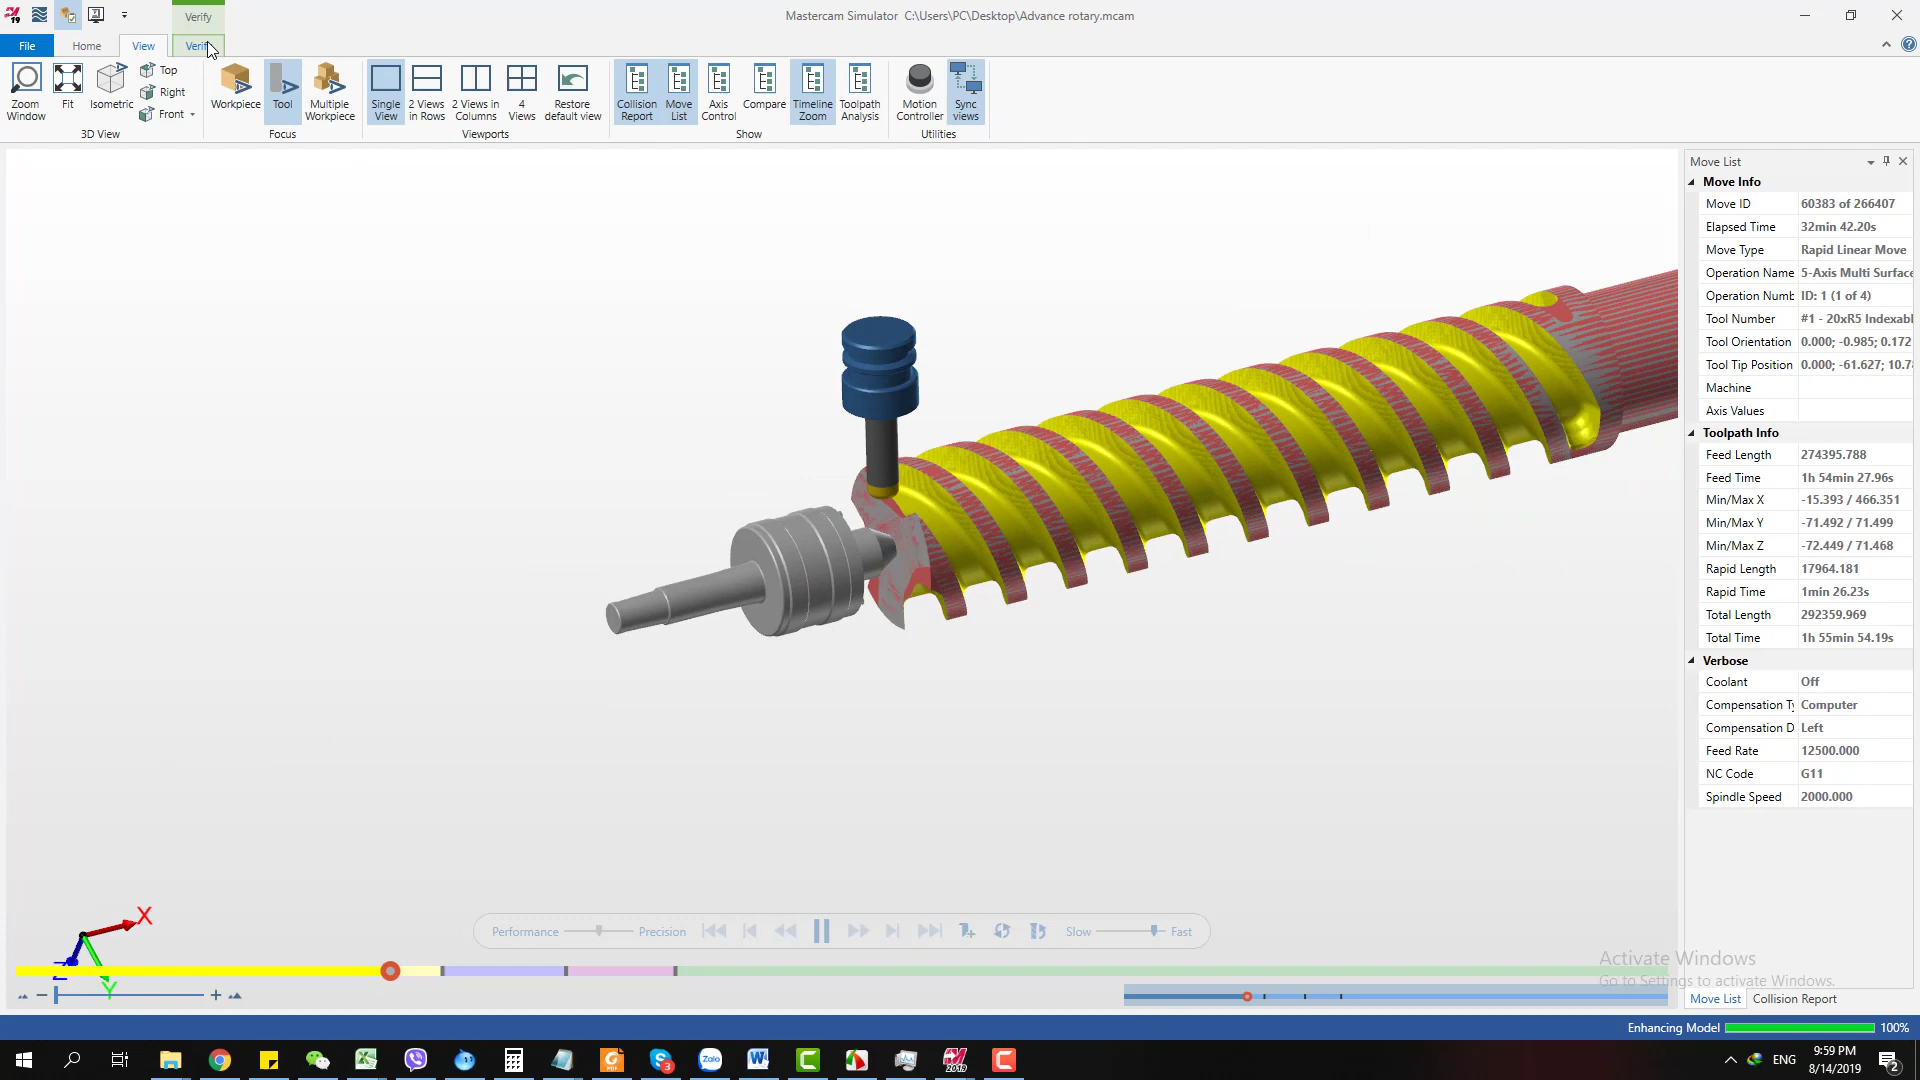 Verify
Mastercam Simulator C:\Users\PC\Desktop\Advance rotary.mcam
File Home View Verify
Zoom Window
Fit
Isometric
Top
Right
Front
3D View
Workpiece
Tool
Multiple Workpiece
Focus
Single View
2 Views in Rows
2 Views in Columns
4 Views
Restore default view
Viewports
Collision Report
Move List
Axis Control
Compare
Timeline Zoom
Toolpath Analysis
Show
Motion Controller
Sync views
Utilities
Move List
Move Info
Move ID 60383 of 266407
Elapsed Time 32min 42.20s
Move Type Rapid Linear Move
Operation Name 5-Axis Multi Surface
Operation Numb ID: 1 (1 of 4)
Tool Number #1 - 20xR5 Indexabl
Tool Orientation 0.000; -0.985; 0.172
Tool Tip Position 0.000; -61.627; 10.78
Machine
Axis Values
Toolpath Info
Feed Length 274395.788
Feed Time 1h 54min 27.96s
Min/Max X -15.393 / 466.351
Min/Max Y -71.492 / 71.499
Min/Max Z -72.449 / 71.468
Rapid Length 17964.181
Rapid Time 1min 26.23s
Total Length 292359.969
Total Time 1h 55min 54.19s
Verbose
Coolant Off
Compensation Ty Computer
Compensation D Left
Feed Rate 12500.000
NC Code G11
Spindle Speed 2000.000
X
Z
Y
Performance Precision Slow Fast
Activate Windows
Go to Settings to activate Windows.
Move List Collision Report
Enhancing Model 100%
ENG
9:59 PM
8/14/2019